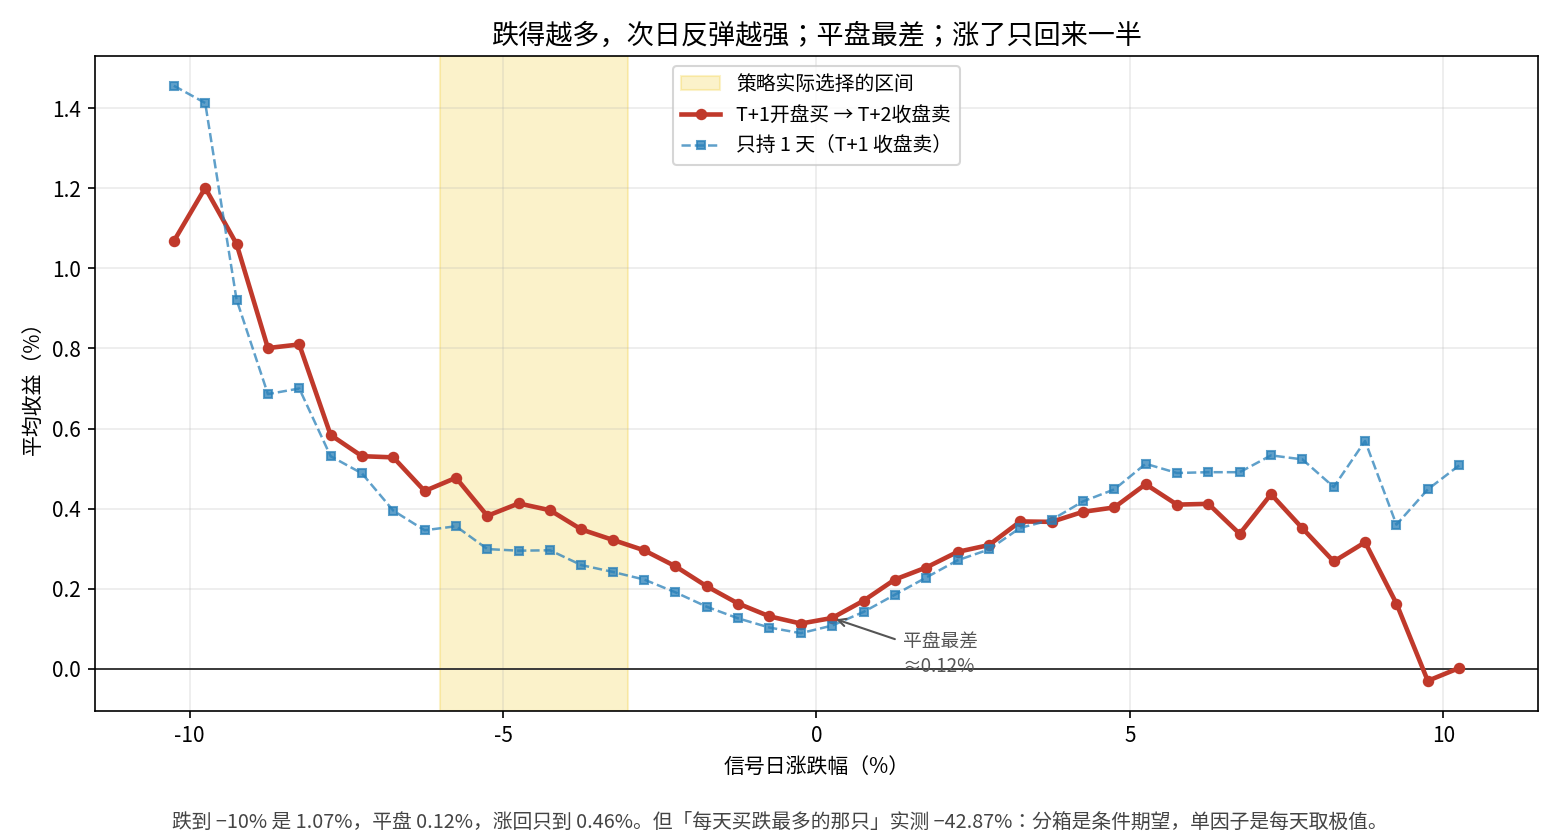 跌得越多，次日反弹越强；平盘最差；涨了只回来一半
策略实际选择的区间
T+1开盘买 → T+2收盘卖
只持 1 天（T+1 收盘卖）
平均收益（%）
1.4
1.2
1.0
0.8
0.6
0.4
0.2
0.0
平盘最差
≈0.12%
-10
-5
0
5
10
信号日涨跌幅（%）
跌到 −10% 是 1.07%，平盘 0.12%，涨回只到 0.46%。但「每天买跌最多的那只」实测 −42.87%：分箱是条件期望，单因子是每天取极值。